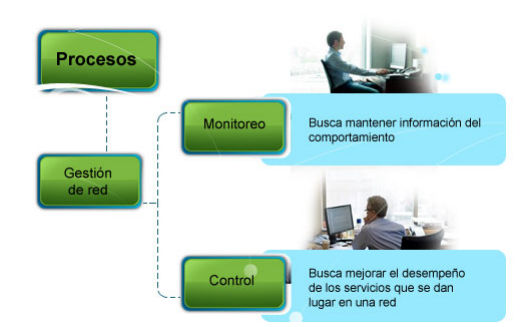 Procesos
Monitoreo
Busca mantener información del
comportamiento
Gestión
de red
Control
Busca mejorar el desempeño
de los servicios que se dan
lugar en una red